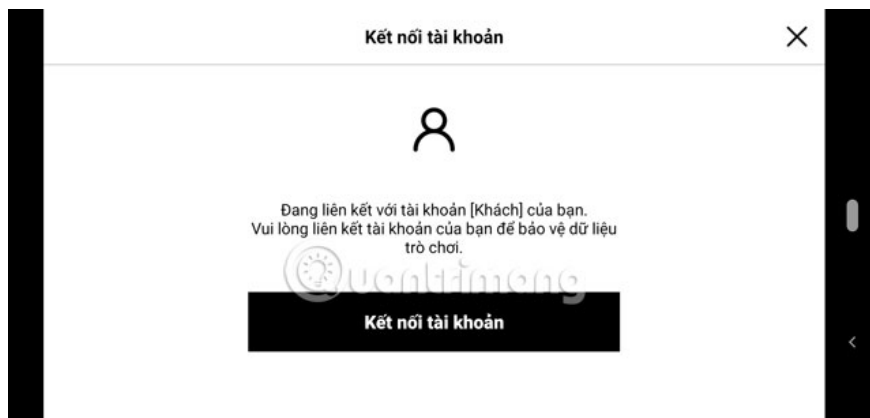 Kết nối tài khoản
Đang liên kết với tài khoản [Khách] của bạn.
Vui lòng liên kết tài khoản của bạn để bảo vệ dữ liệu
trò chơi.
Quantrimang
Kết nối tài khoản